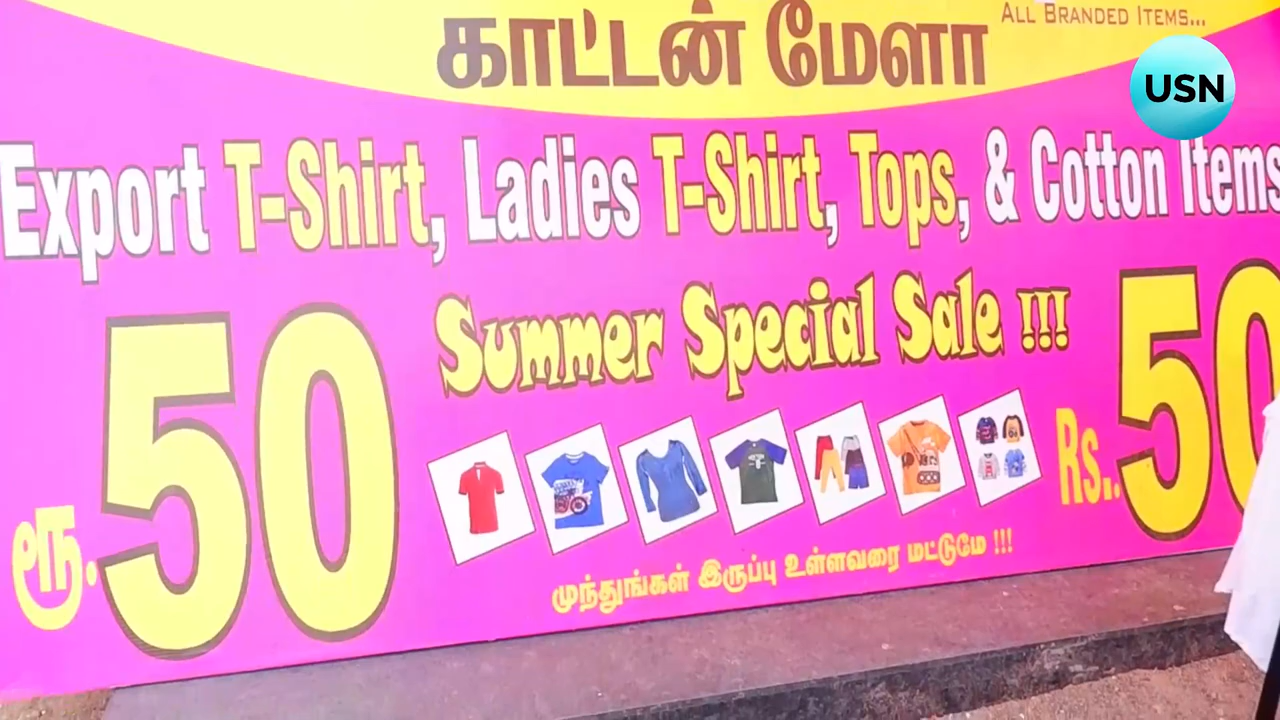 காட்டன் மேளா
ALL BRANDED ITEMS...
USN
Export T-Shirt, Ladies T-Shirt, Tops, & Cotton Items
Summer Special Sale !!!
ரூ.50
Rs.50
முந்துங்கள் இருப்பு உள்ளவரை மட்டுமே !!!